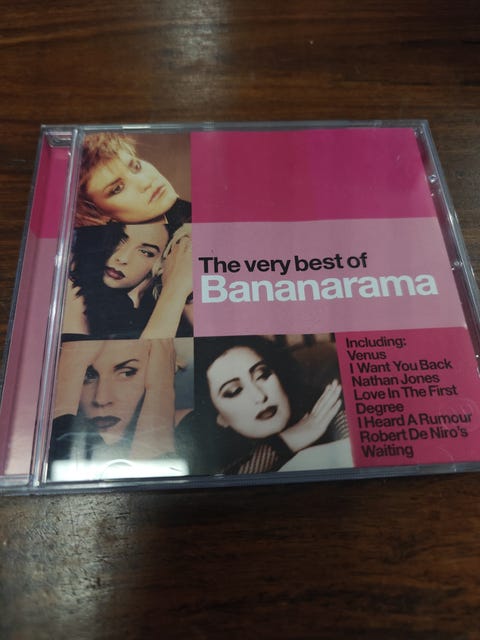 The very best of
Bananarama
Including:
Venus
I Want You Back
Nathan Jones
Love In The First
Degree
I Heard A Rumour
Robert De Niro's
Waiting